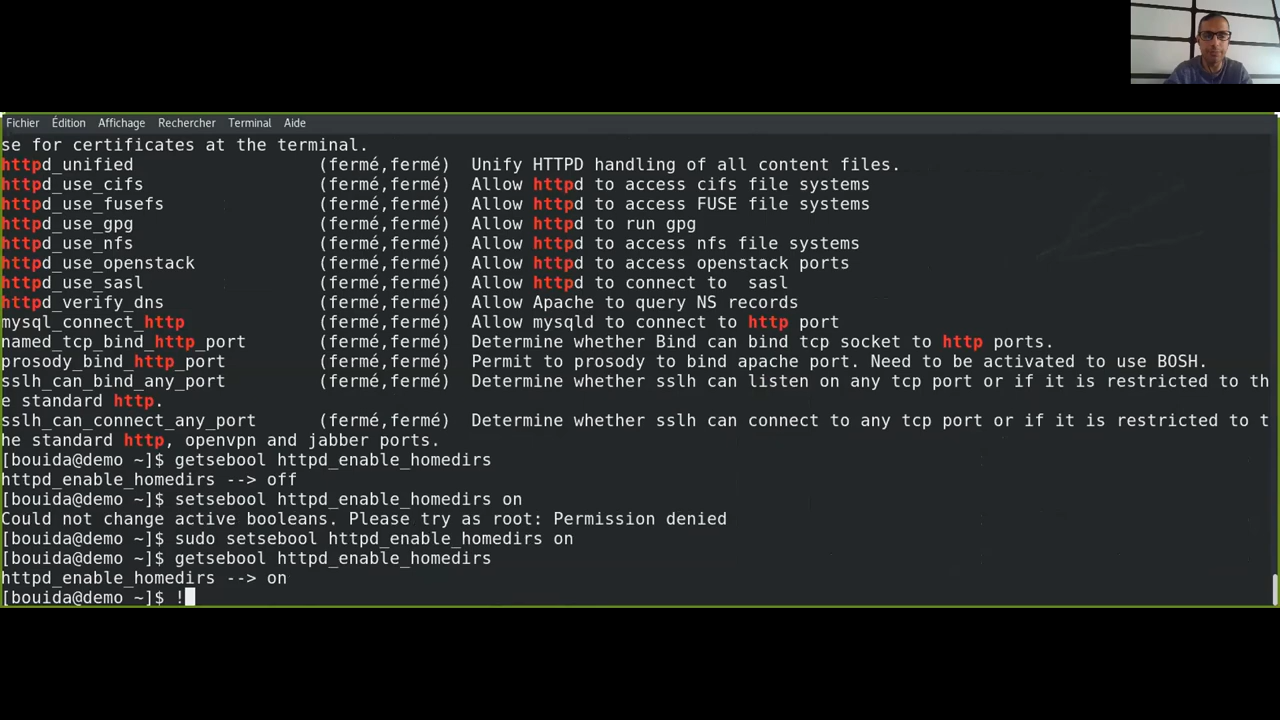 Fichier Édition Affichage Rechercher Terminal Aide
se for certificates at the terminal.
httpd_unified (fermé,fermé) Unify HTTPD handling of all content files.
httpd_use_cifs (fermé,fermé) Allow httpd to access cifs file systems
httpd_use_fusefs (fermé,fermé) Allow httpd to access FUSE file systems
httpd_use_gpg (fermé,fermé) Allow httpd to run gpg
httpd_use_nfs (fermé,fermé) Allow httpd to access nfs file systems
httpd_use_openstack (fermé,fermé) Allow httpd to access openstack ports
httpd_use_sasl (fermé,fermé) Allow httpd to connect to  sasl
httpd_verify_dns (fermé,fermé) Allow Apache to query NS records
mysql_connect_http (fermé,fermé) Allow mysqld to connect to http port
named_tcp_bind_http_port (fermé,fermé) Determine whether Bind can bind tcp socket to http ports.
prosody_bind_http_port (fermé,fermé) Permit to prosody to bind apache port. Need to be activated to use BOSH.
sslh_can_bind_any_port (fermé,fermé) Determine whether sslh can listen on any tcp port or if it is restricted to th
e standard http.
sslh_can_connect_any_port (fermé,fermé) Determine whether sslh can connect to any tcp port or if it is restricted to t
he standard http, openvpn and jabber ports.
[bouida@demo ~]$ getsebool httpd_enable_homedirs
httpd_enable_homedirs --> off
[bouida@demo ~]$ setsebool httpd_enable_homedirs on
Could not change active booleans. Please try as root: Permission denied
[bouida@demo ~]$ sudo setsebool httpd_enable_homedirs on
[bouida@demo ~]$ getsebool httpd_enable_homedirs
httpd_enable_homedirs --> on
[bouida@demo ~]$ !